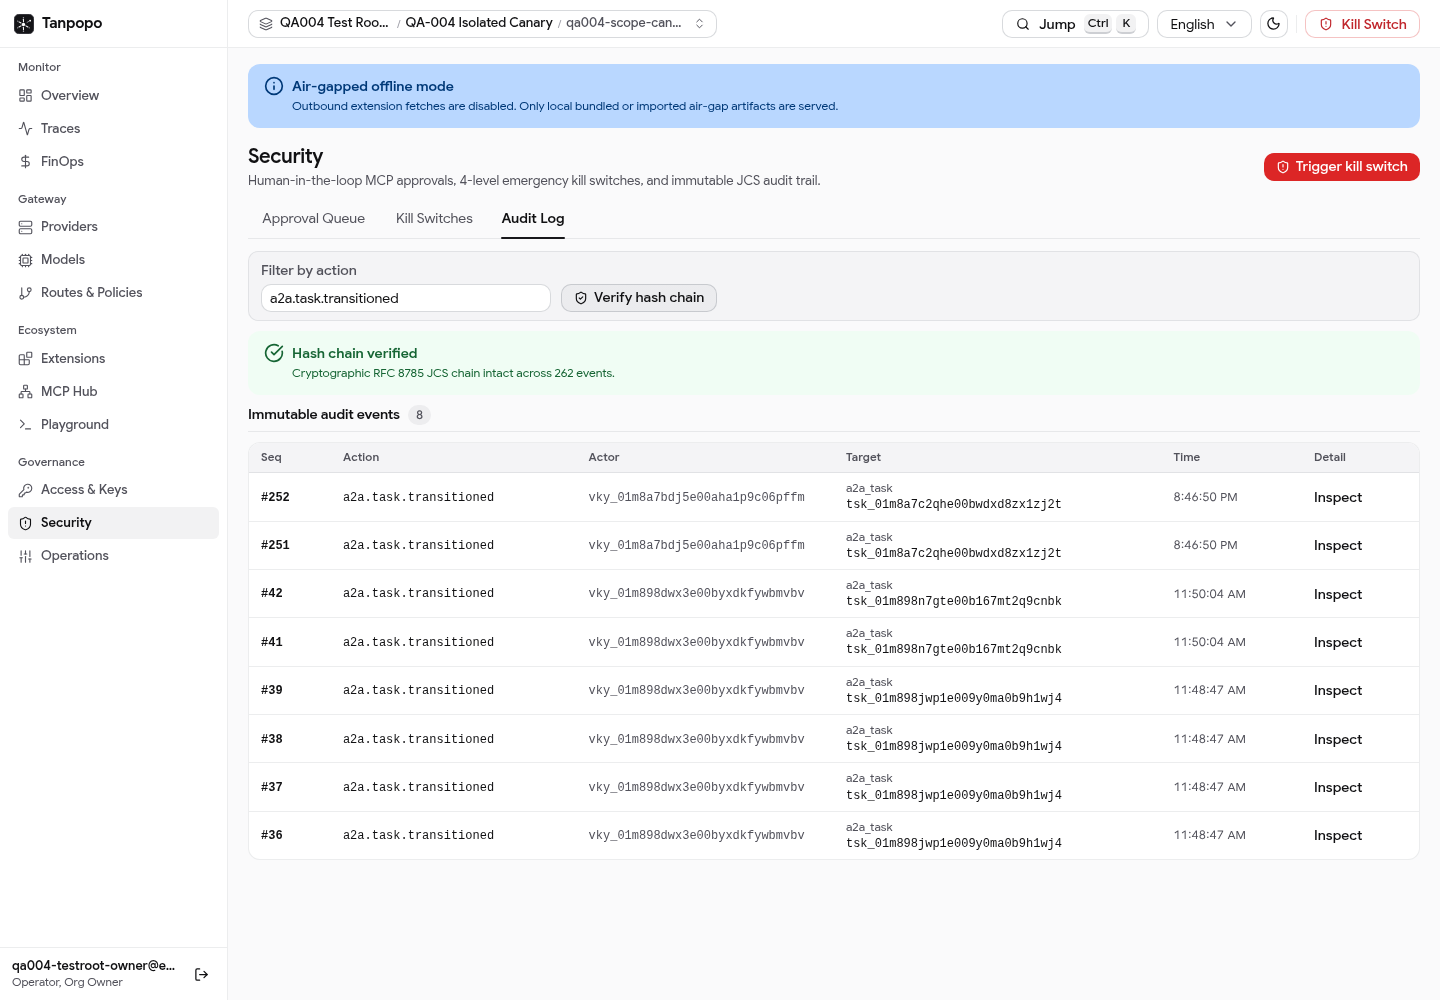 Tanpopo
QA004 Test Roo... / QA-004 Isolated Canary / qa004-scope-can...
Jump Ctrl K
English
Kill Switch
Monitor
Overview
Traces
FinOps
Gateway
Providers
Models
Routes & Policies
Ecosystem
Extensions
MCP Hub
Playground
Governance
Access & Keys
Security
Operations
qa004-testroot-owner@e...
Operator, Org Owner
Air-gapped offline mode
Outbound extension fetches are disabled. Only local bundled or imported air-gap artifacts are served.
Security
Human-in-the-loop MCP approvals, 4-level emergency kill switches, and immutable JCS audit trail.
Trigger kill switch
Approval Queue Kill Switches Audit Log
Filter by action
a2a.task.transitioned
Verify hash chain
Hash chain verified
Cryptographic RFC 8785 JCS chain intact across 262 events.
Immutable audit events 8
Seq Action Actor Target Time Detail
#252 a2a.task.transitioned vky_01m8a7bdj5e00aha1p9c06pffm a2a_task 8:46:50 PM Inspect
tsk_01m8a7c2qhe00bwdxd8zx1zj2t
#251 a2a.task.transitioned vky_01m8a7bdj5e00aha1p9c06pffm a2a_task 8:46:50 PM Inspect
tsk_01m8a7c2qhe00bwdxd8zx1zj2t
#42 a2a.task.transitioned vky_01m898dwx3e00byxdkfywbmvbv a2a_task 11:50:04 AM Inspect
tsk_01m898n7gte00b167mt2q9cnbk
#41 a2a.task.transitioned vky_01m898dwx3e00byxdkfywbmvbv a2a_task 11:50:04 AM Inspect
tsk_01m898n7gte00b167mt2q9cnbk
#39 a2a.task.transitioned vky_01m898dwx3e00byxdkfywbmvbv a2a_task 11:48:47 AM Inspect
tsk_01m898jwp1e009y0ma0b9h1wj4
#38 a2a.task.transitioned vky_01m898dwx3e00byxdkfywbmvbv a2a_task 11:48:47 AM Inspect
tsk_01m898jwp1e009y0ma0b9h1wj4
#37 a2a.task.transitioned vky_01m898dwx3e00byxdkfywbmvbv a2a_task 11:48:47 AM Inspect
tsk_01m898jwp1e009y0ma0b9h1wj4
#36 a2a.task.transitioned vky_01m898dwx3e00byxdkfywbmvbv a2a_task 11:48:47 AM Inspect
tsk_01m898jwp1e009y0ma0b9h1wj4